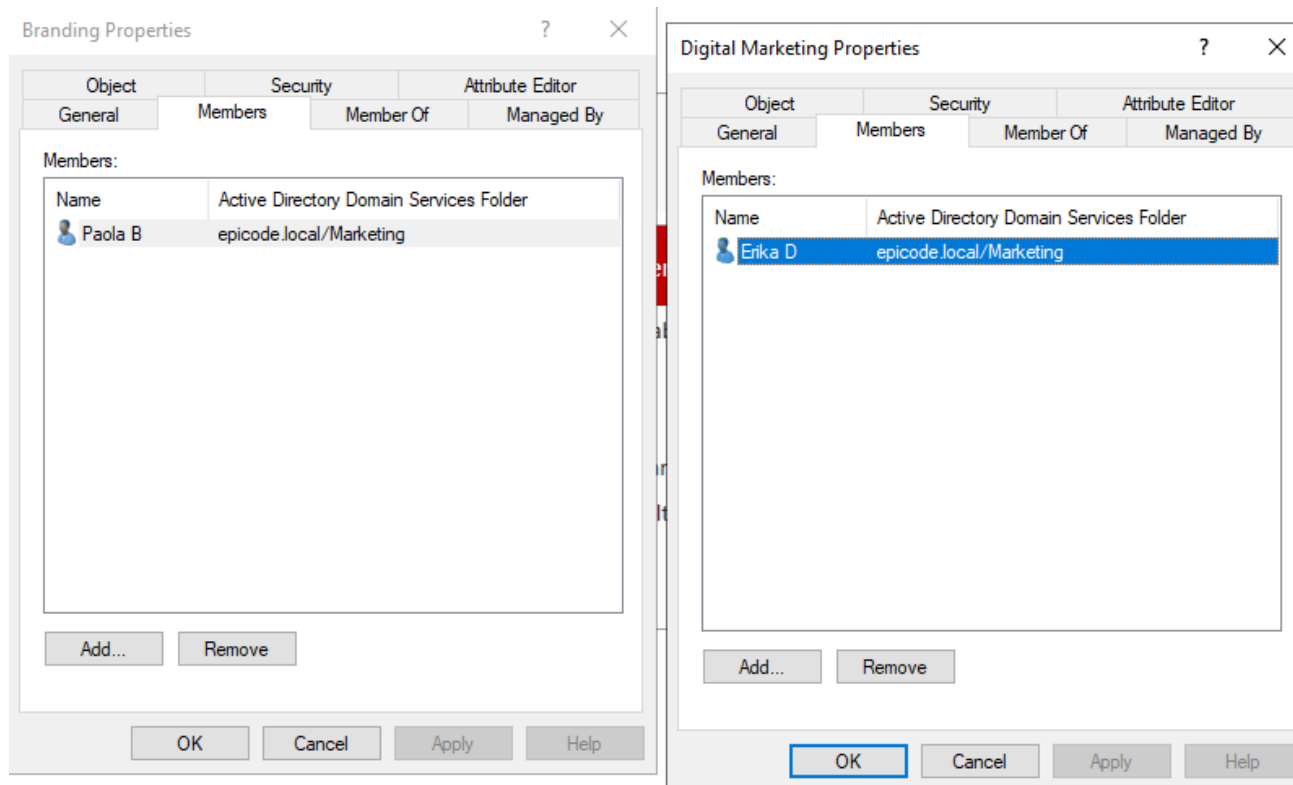 Branding Properties ? ×
Object Security Attribute Editor
General Members Member Of Managed By
Members:
Name Active Directory Domain Services Folder
Paola B epicode.local/Marketing
Add... Remove
OK Cancel Apply Help
Digital Marketing Properties ? ×
Object Security Attribute Editor
General Members Member Of Managed By
Members:
Name Active Directory Domain Services Folder
Erika D epicode.local/Marketing
Add... Remove
OK Cancel Apply Help